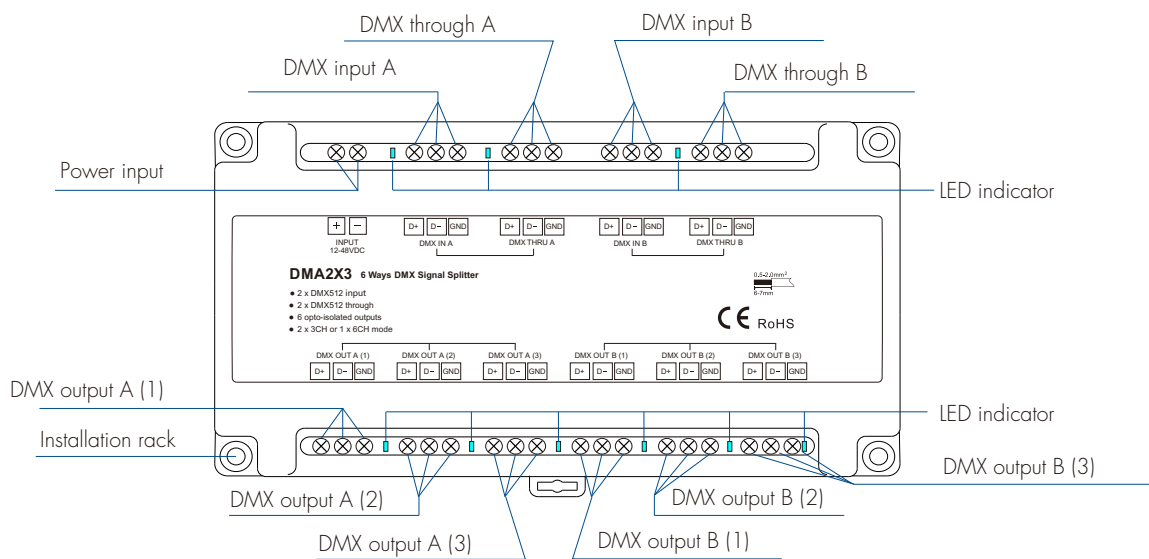 DMX through A
DMX input B
DMX input A
DMX through B
Power input
LED indicator
+ −
INPUT
12-48VDC
D+ D− GND
DMX IN A
D+ D− GND
DMX THRU A
D+ D− GND
DMX IN B
D+ D− GND
DMX THRU B
DMA2X3 6 Ways DMX Signal Splitter
● 2 x DMX512 input
● 2 x DMX512 through
● 6 opto-isolated outputs
● 2 x 3CH or 1 x 6CH mode
0.5-2.0mm²
6-7mm
CE RoHS
DMX OUT A (1)
D+ D− GND
DMX OUT A (2)
D+ D− GND
DMX OUT A (3)
D+ D− GND
DMX OUT B (1)
D+ D− GND
DMX OUT B (2)
D+ D− GND
DMX OUT B (3)
D+ D− GND
DMX output A (1)
LED indicator
Installation rack
DMX output B (3)
DMX output A (2)
DMX output B (2)
DMX output A (3)
DMX output B (1)